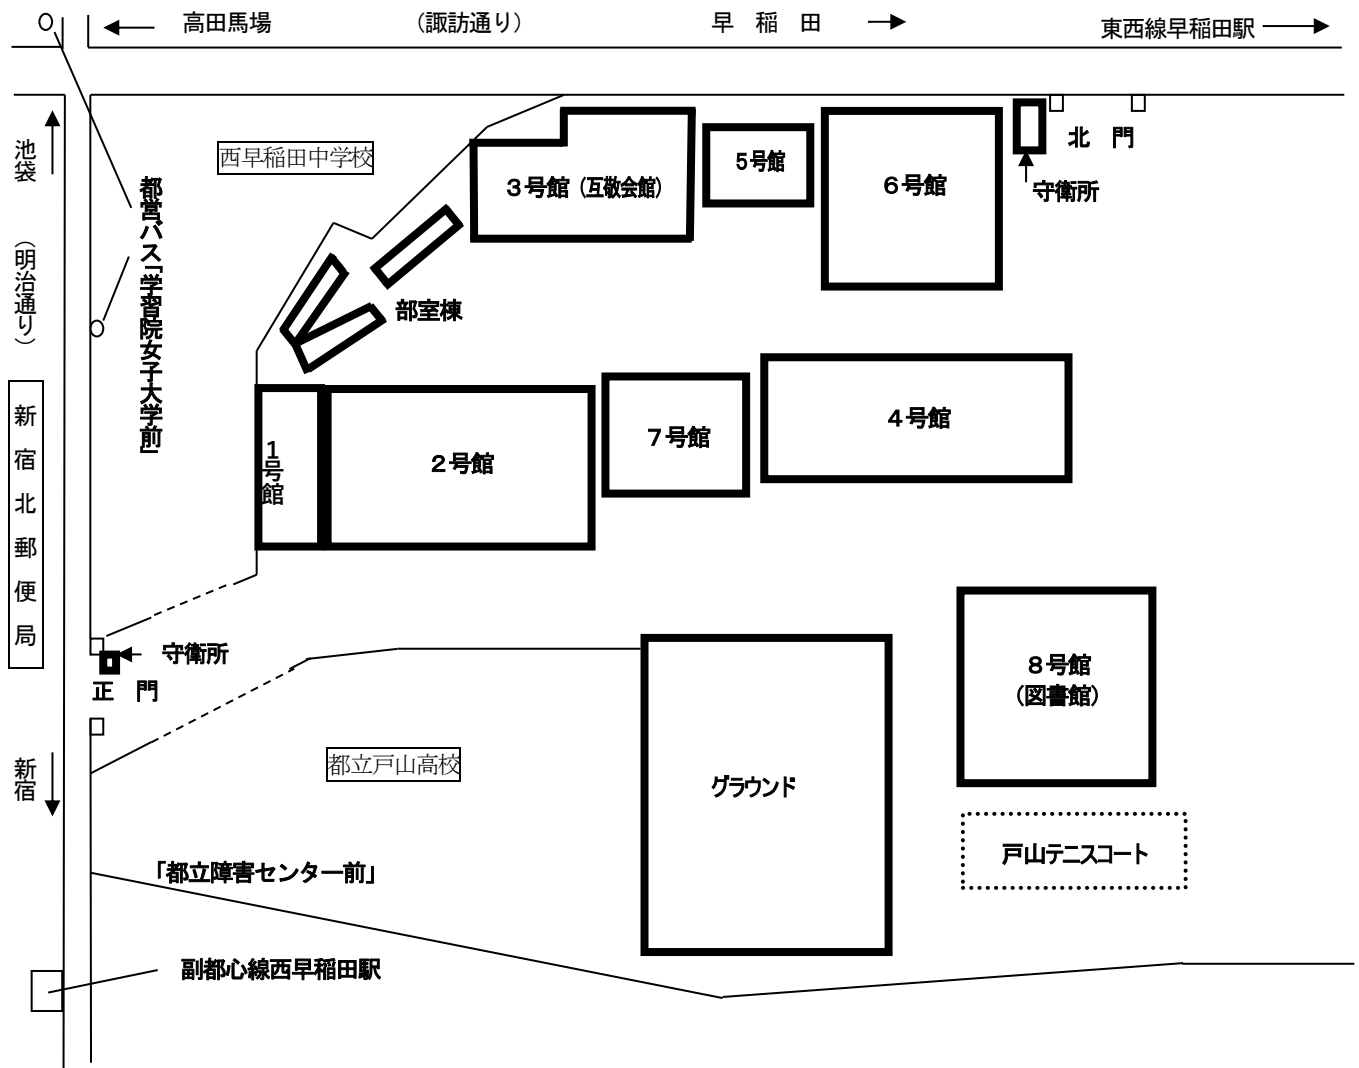 高田馬場 （諏訪通り） 早 稲 田
東西線早稲田駅
池袋
（明治通り）
新宿北郵便局
新宿
都営バス「学習院女子大学前」
西早稲田中学校
３号館（互敬会館）
５号館
６号館
北 門
守衛所
部室棟
１号館
２号館
７号館
４号館
守衛所
正 門
８号館
（図書館）
都立戸山高校
グラウンド
戸山テニスコート
「都立障害センター前」
副都心線西早稲田駅